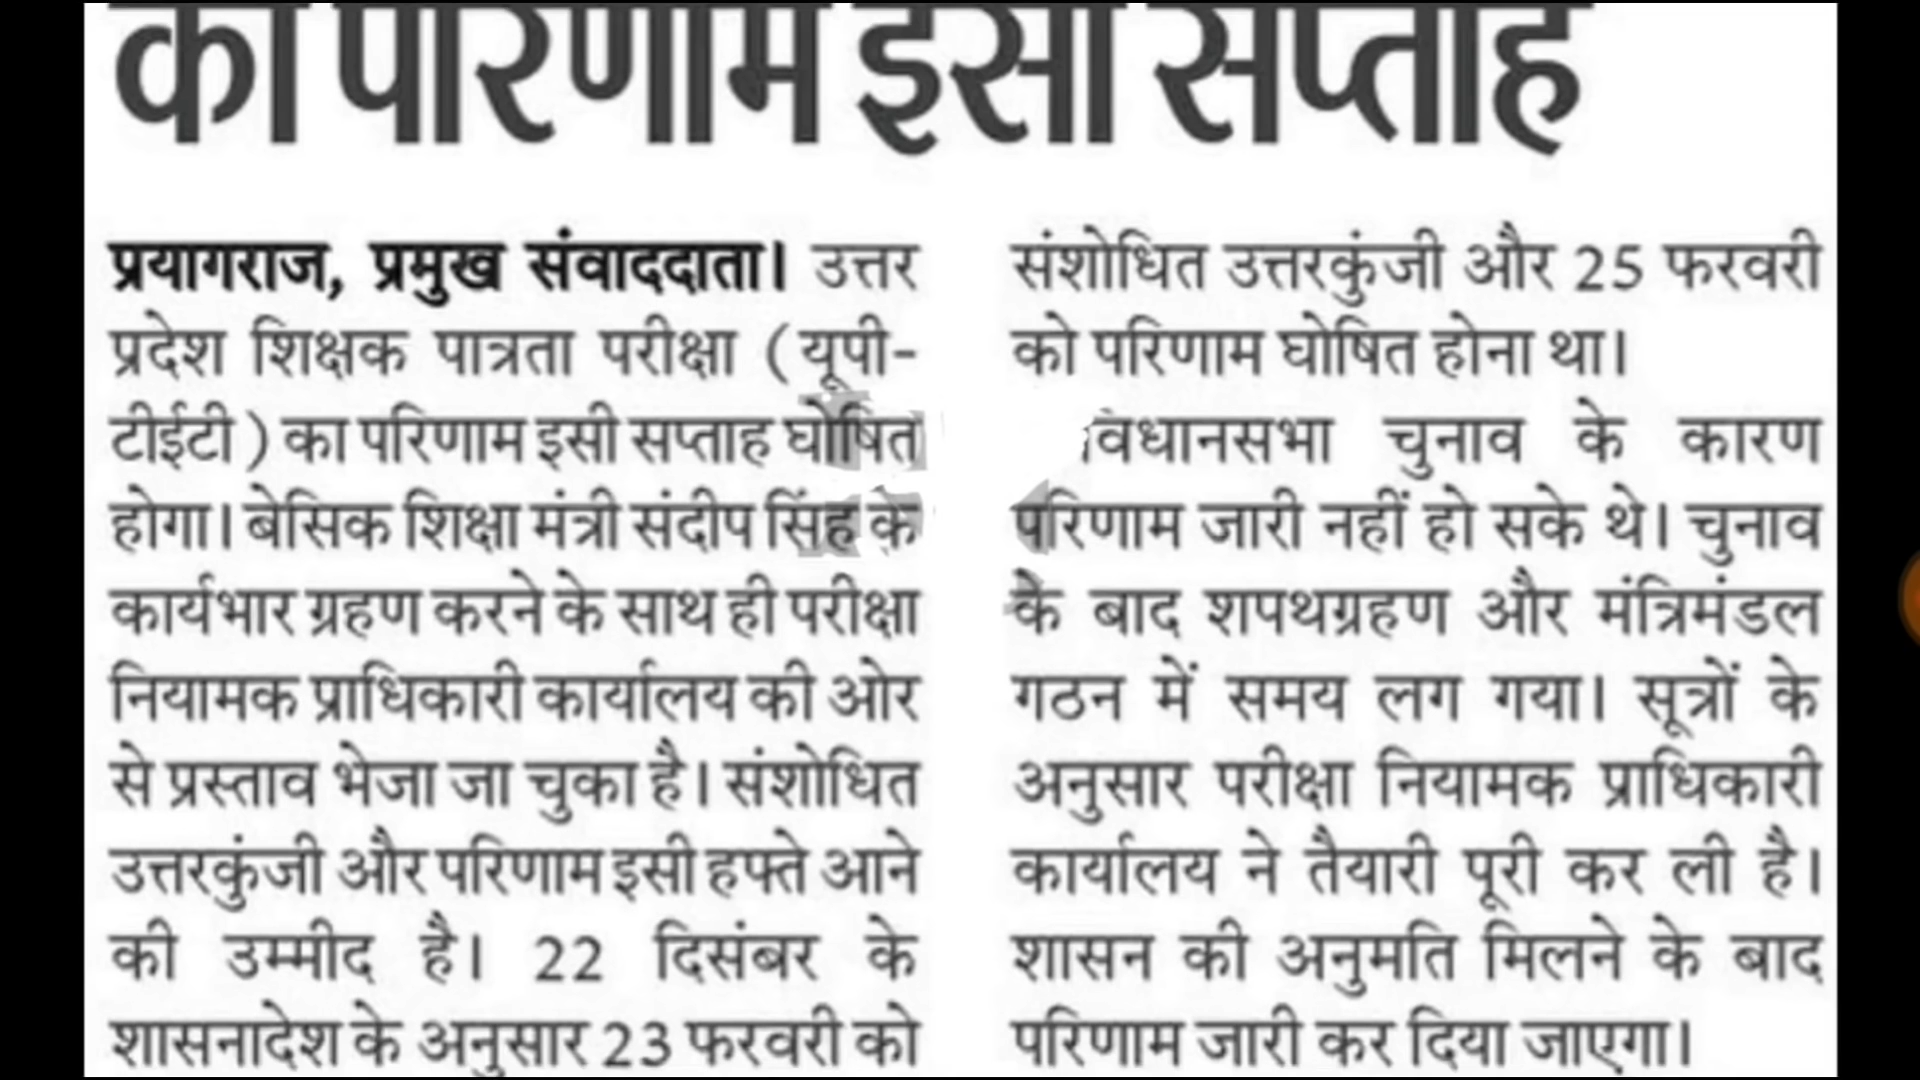 का परिणाम इसी सप्ताह
प्रयागराज, प्रमुख संवाददाता। उत्तर
प्रदेश शिक्षक पात्रता परीक्षा (यूपी-
टीईटी) का परिणाम इसी सप्ताह घोषित
होगा। बेसिक शिक्षा मंत्री संदीप सिंह के
कार्यभार ग्रहण करने के साथ ही परीक्षा
नियामक प्राधिकारी कार्यालय की ओर
से प्रस्ताव भेजा जा चुका है। संशोधित
उत्तरकुंजी और परिणाम इसी हफ्ते आने
की उम्मीद है। 22 दिसंबर के
शासनादेश के अनुसार 23 फरवरी को
संशोधित उत्तरकुंजी और 25 फरवरी
को परिणाम घोषित होना था।
विधानसभा चुनाव के कारण
परिणाम जारी नहीं हो सके थे। चुनाव
के बाद शपथग्रहण और मंत्रिमंडल
गठन में समय लग गया। सूत्रों के
अनुसार परीक्षा नियामक प्राधिकारी
कार्यालय ने तैयारी पूरी कर ली है।
शासन की अनुमति मिलने के बाद
परिणाम जारी कर दिया जाएगा।